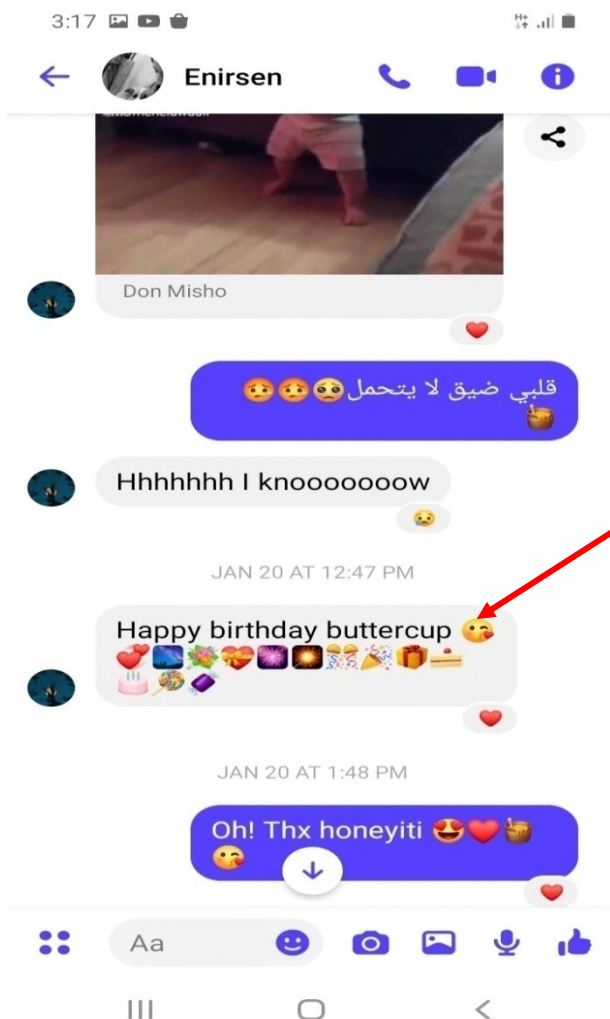 3:17
Enirsen
Don Misho
قلبي ضيق لا يتحمل🥺😳😳
🍯
Hhhhhhh I knooooooow
JAN 20 AT 12:47 PM
Happy birthday buttercup 😘
💞🌌💐💝🎆🎇🎊🎉🎁🍰
🎂🍭🍬
JAN 20 AT 1:48 PM
Oh! Thx honeyiti 😍❤️🍯
😘
Aa